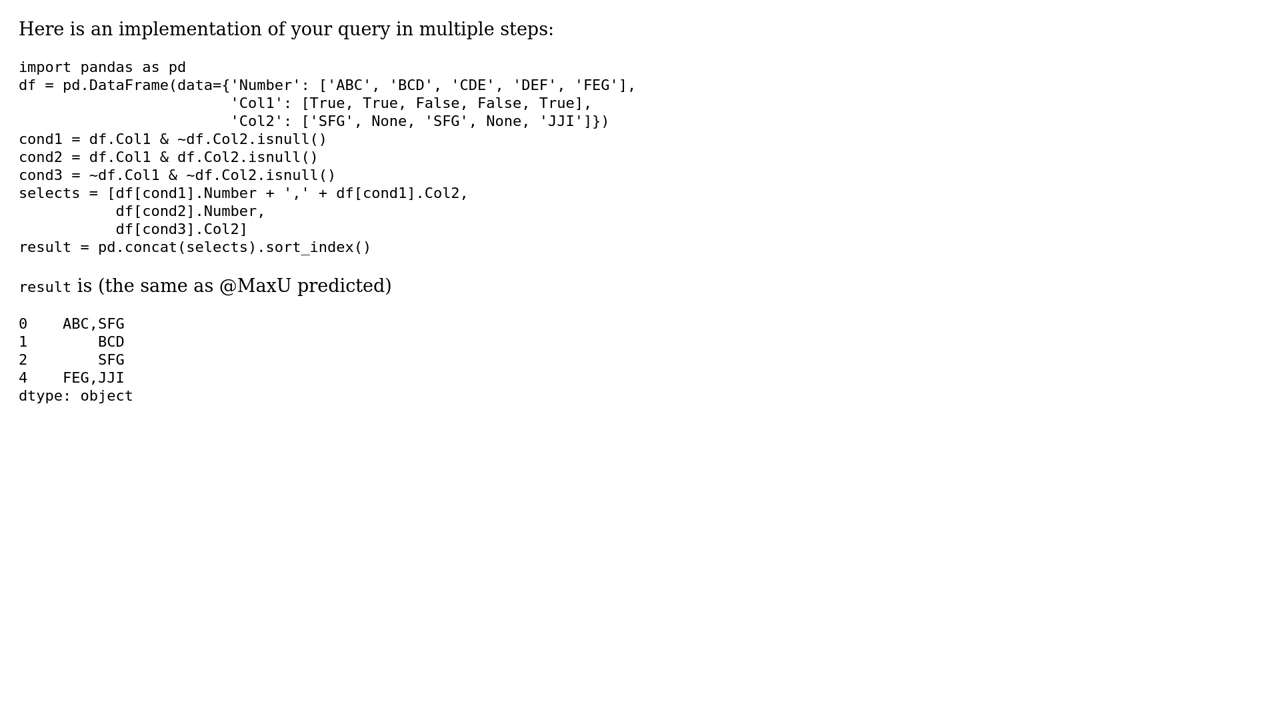 Here is an implementation of your query in multiple steps:
import pandas as pd
df = pd.DataFrame(data={'Number': ['ABC', 'BCD', 'CDE', 'DEF', 'FEG'],
                        'Col1': [True, True, False, False, True],
                        'Col2': ['SFG', None, 'SFG', None, 'JJI']})
cond1 = df.Col1 & ~df.Col2.isnull()
cond2 = df.Col1 & df.Col2.isnull()
cond3 = ~df.Col1 & ~df.Col2.isnull()
selects = [df[cond1].Number + ',' + df[cond1].Col2,
           df[cond2].Number,
           df[cond3].Col2]
result = pd.concat(selects).sort_index()
result is (the same as @MaxU predicted)
0    ABC,SFG
1        BCD
2        SFG
4    FEG,JJI
dtype: object